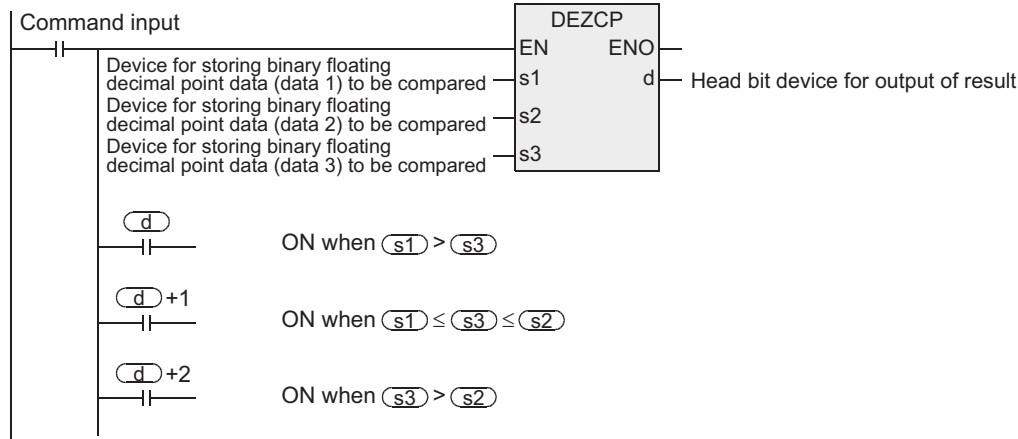 Command input
DEZCP
EN ENO
Device for storing binary floating
decimal point data (data 1) to be compared
s1 d Head bit device for output of result
Device for storing binary floating
decimal point data (data 2) to be compared
s2
Device for storing binary floating
decimal point data (data 3) to be compared
s3
d
ON when s1 > s3
d +1
ON when s1 ≤ s3 ≤ s2
d +2
ON when s3 > s2